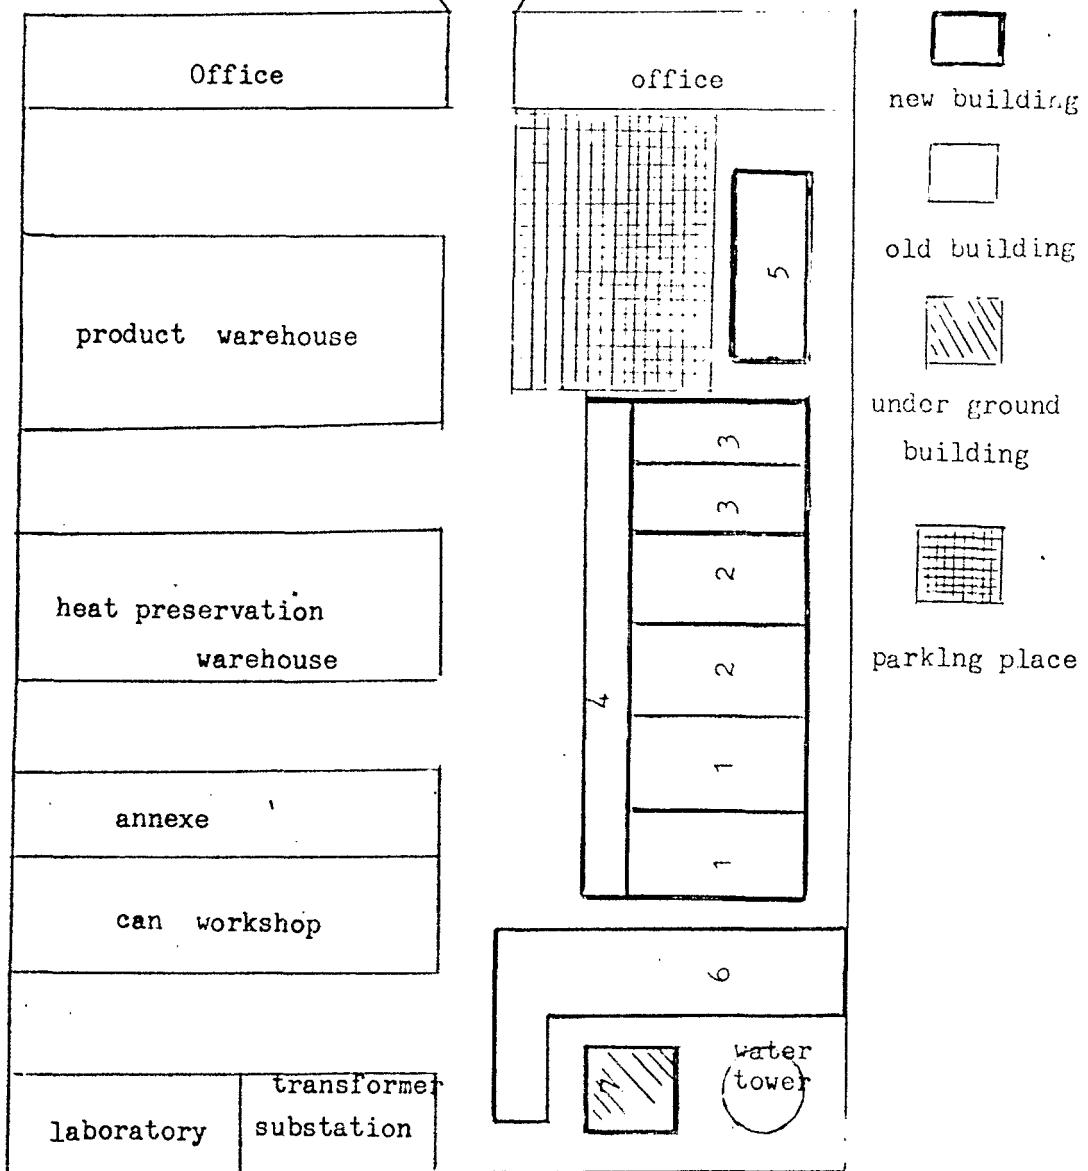 Office
office
new building
old building
5
product warehouse
under ground
building
3
3
2
heat preservation
warehouse
2
parking place
4
1
annexe
1
can workshop
6
water
tower
transformer
substation
7
laboratory